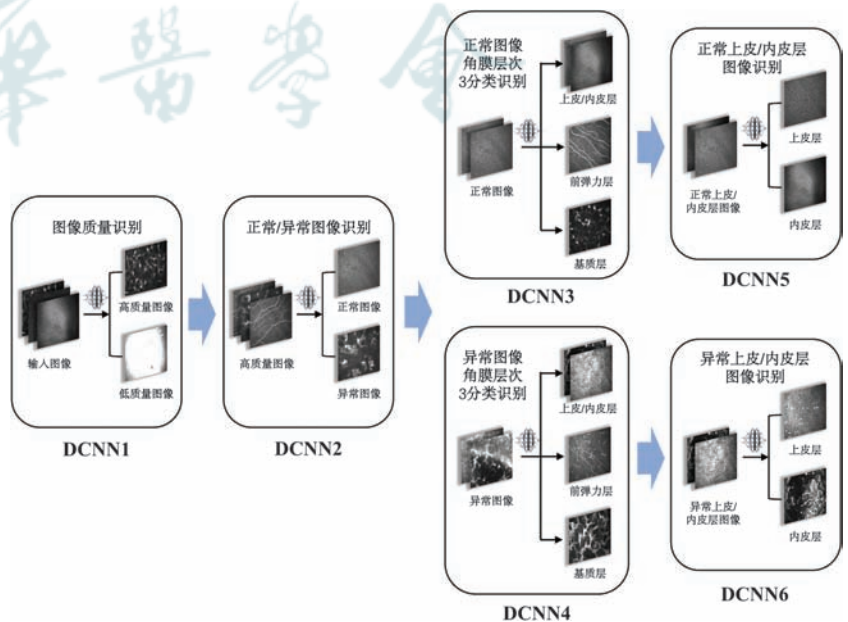 華醫學會
图像质量识别
输入图像
高质量图像
低质量图像
DCNN1
正常/异常图像识别
高质量图像
正常图像
异常图像
DCNN2
正常图像
角膜层次
3分类识别
正常图像
上皮/内皮层
前弹力层
基质层
DCNN3
异常图像
角膜层次
3分类识别
异常图像
上皮/内皮层
前弹力层
基质层
DCNN4
正常上皮/内皮层
图像识别
正常上皮/
内皮层图像
上皮层
内皮层
DCNN5
异常上皮/内皮层
图像识别
异常上皮/
内皮层图像
上皮层
内皮层
DCNN6